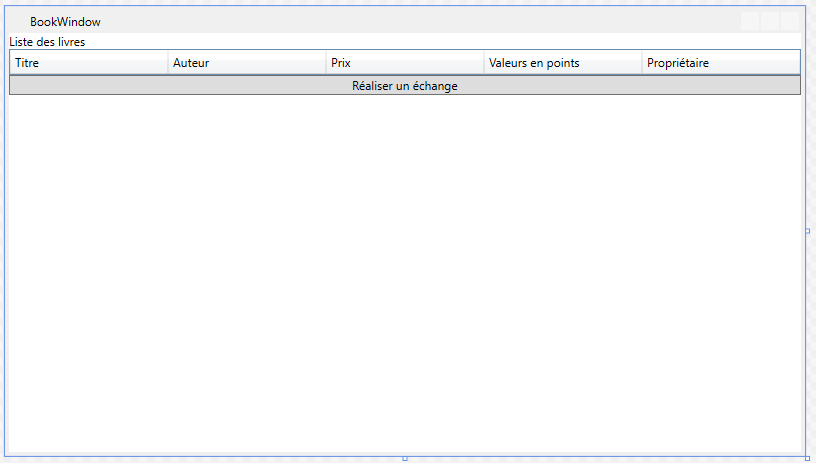 BookWindow
Liste des livres
Titre Auteur Prix Valeurs en points Propriétaire
Réaliser un échange